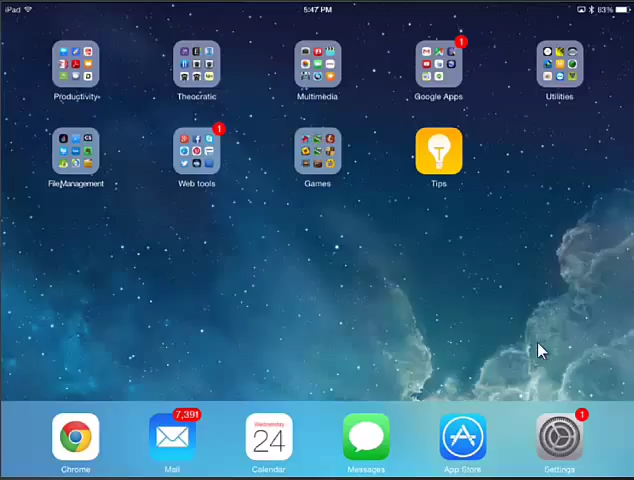 iPad
5:47 PM
83%
1
Productivity
Theocratic
Multimedia
Google Apps
Utilities
1
FileManagement
Web tools
Games
Tips
7,391
Wednesday
24
1
Chrome
Mail
Calendar
Messages
App Store
Settings